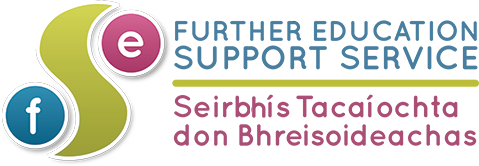 f
e
FURTHER EDUCATION
SUPPORT SERVICE
Seirbhís Tacaíochta
don Bhreisoideachas